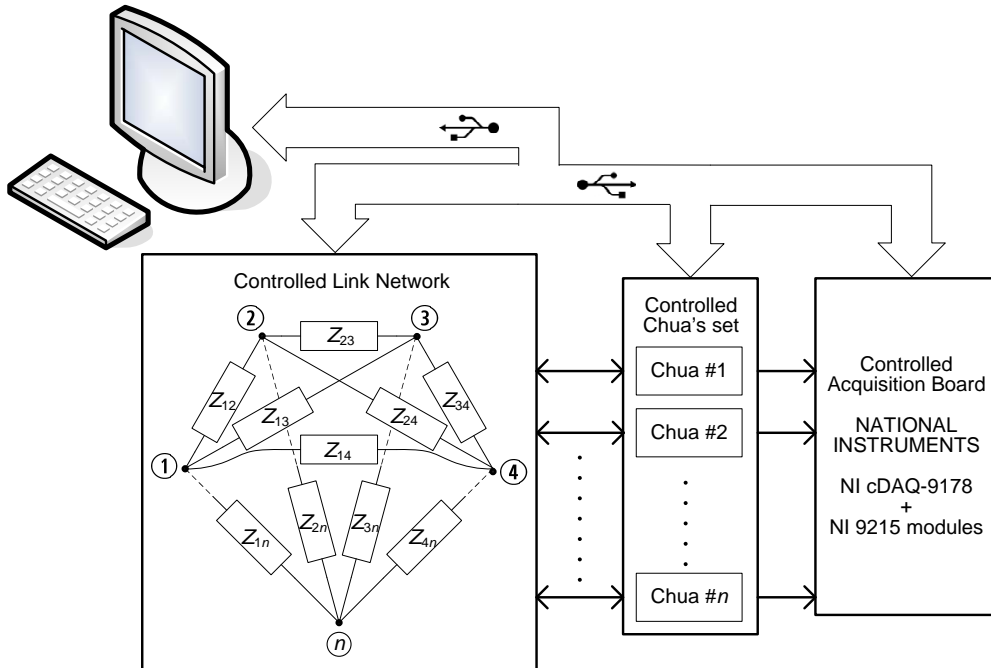 Controlled Link Network
2
3
Z23
Z12
Z13
Z24
Z34
Z14
1
4
Z1n
Z2n
Z3n
Z4n
n
Controlled
Chua's set
Chua #1
Chua #2
Chua #n
Controlled
Acquisition Board
NATIONAL
INSTRUMENTS
NI cDAQ-9178
+
NI 9215 modules